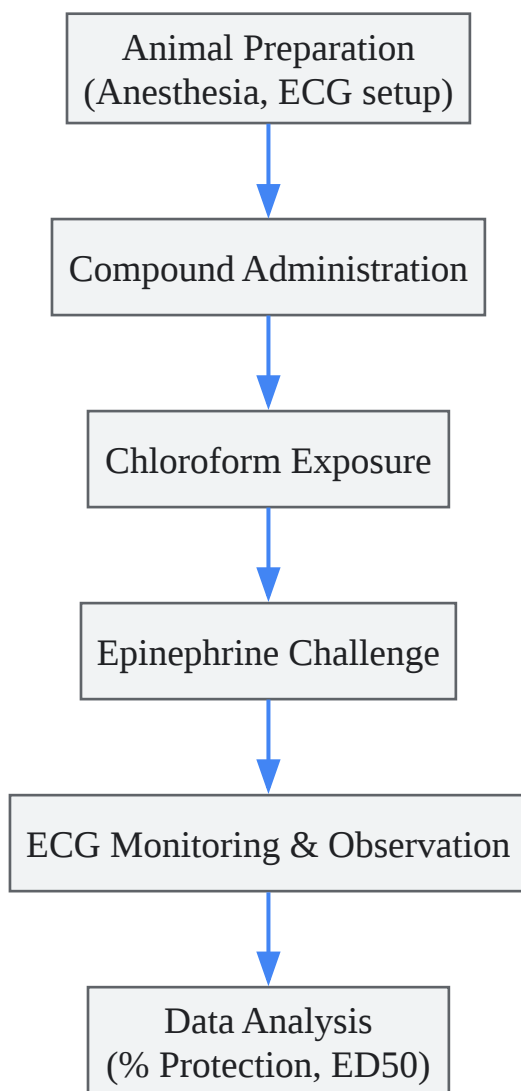 Animal Preparation
(Anesthesia, ECG setup)
Compound Administration
Chloroform Exposure
Epinephrine Challenge
ECG Monitoring & Observation
Data Analysis
(% Protection, ED50)